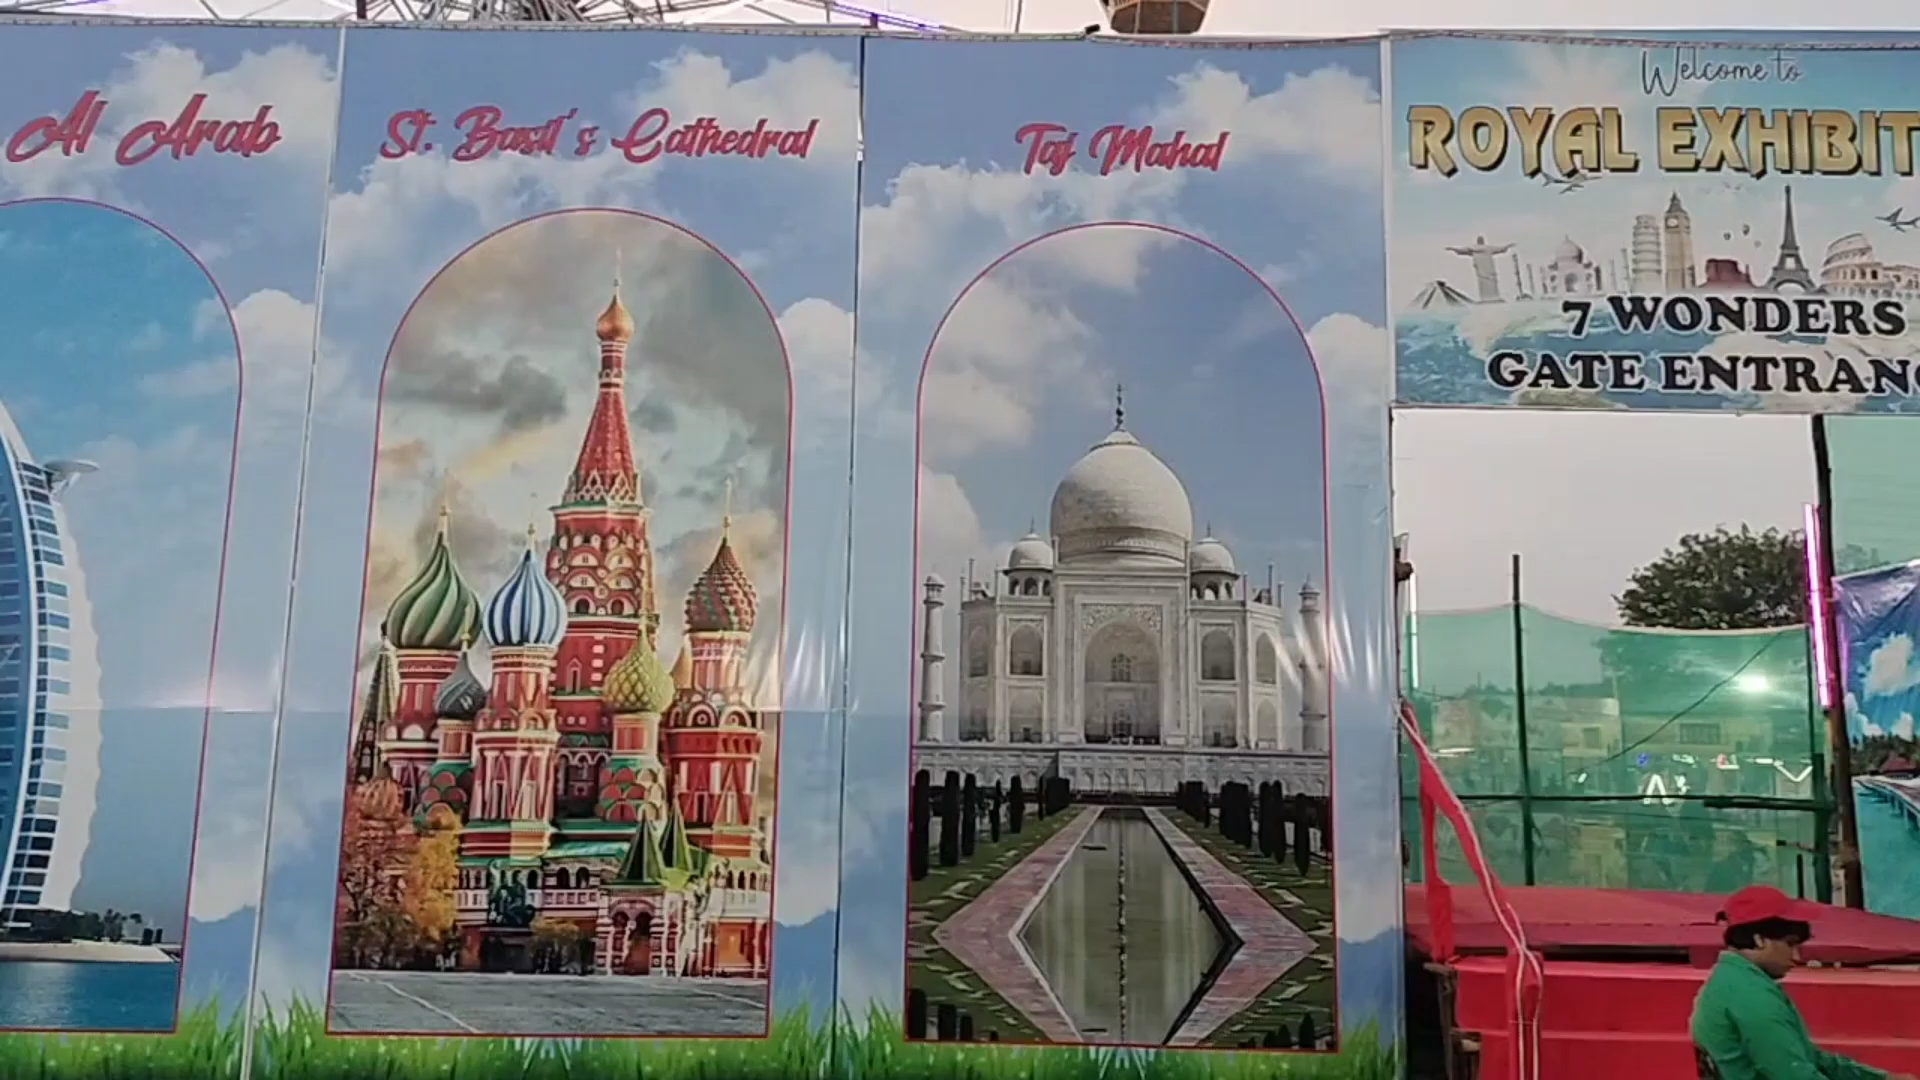 Al Arab
St. Basil's Cathedral
Taj Mahal
Welcome to
ROYAL EXHIBIT
7 WONDERS
GATE ENTRANC